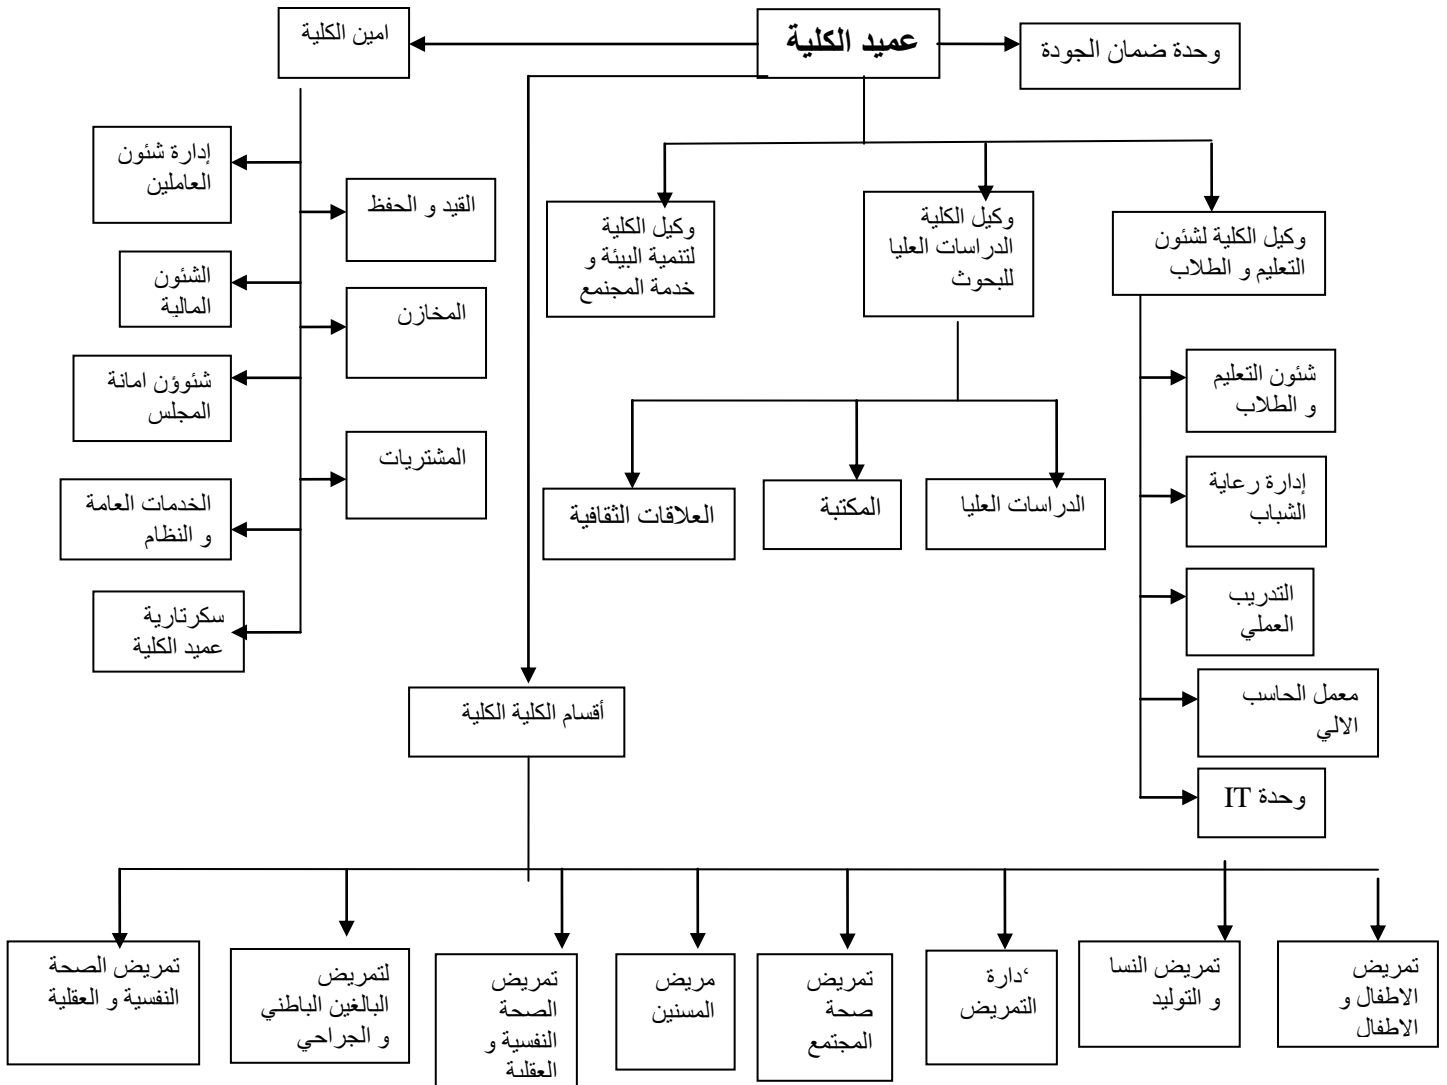 امين الكلية
عميد الكلية
وحدة ضمان الجودة
إدارة شئون
العاملين
القيد و الحفظ
الشئون
المالية
المخازن
شئوؤن امانة
المجلس
المشتريات
الخدمات العامة
و النظام
سكرتارية
عميد الكلية
وكيل الكلية
لتنمية البيئة و
خدمة المجتمع
وكيل الكلية
الدراسات العليا
للبحوث
وكيل الكلية لشئون
التعليم و الطلاب
العلاقات الثقافية
المكتبة
الدراسات العليا
شئون التعليم
و الطلاب
إدارة رعاية
الشباب
التدريب
العملي
معمل الحاسب
الالي
وحدة IT
أقسام الكلية الكلية
تمريض
الاطفال و
الاطفال
تمريض النسا
و التوليد
‘دارة
التمريض
تمريض
صحة
المجتمع
مريض
المسنين
تمريض
الصحة
النفسية و
العقلية
لتمريض
البالغين الباطني
و الجراحي
تمريض الصحة
النفسية و العقلية